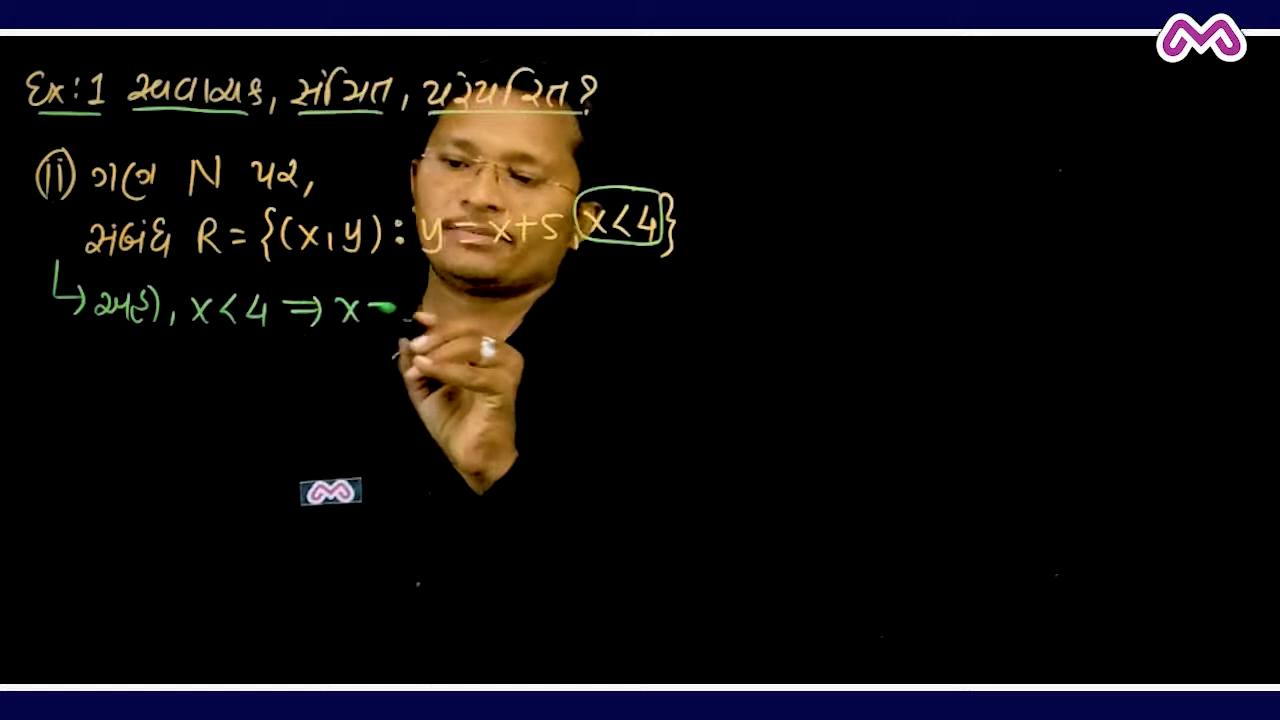 Ex:1 સ્વવાચક, સંમિત, પરંપરિત?
(ii) ગણ N પર,
સંબંધ R = {(x,y) : y = x+5, x<4}
↳ અહીં, x<4 ⇒ x =